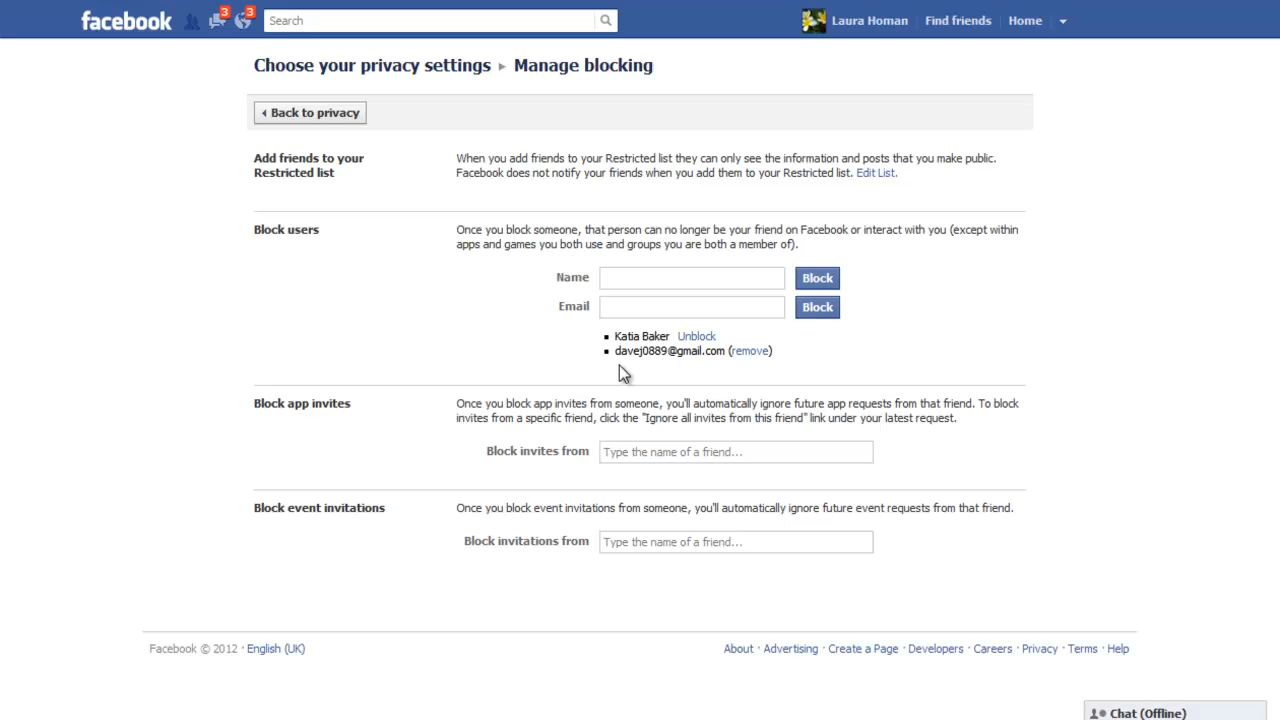 facebook 3 3 Search Laura Homan Find friends Home
Choose your privacy settings ▸ Manage blocking
Back to privacy
Add friends to your
Restricted list
When you add friends to your Restricted list they can only see the information and posts that you make public.
Facebook does not notify your friends when you add them to your Restricted list. Edit List.
Block users
Once you block someone, that person can no longer be your friend on Facebook or interact with you (except within
apps and games you both use and groups you are both a member of).
Name Block
Email Block
Katia Baker Unblock
davej0889@gmail.com (remove)
Block app invites
Once you block app invites from someone, you'll automatically ignore future app requests from that friend. To block
invites from a specific friend, click the "Ignore all invites from this friend" link under your latest request.
Block invites from Type the name of a friend...
Block event invitations
Once you block event invitations from someone, you'll automatically ignore future event requests from that friend.
Block invitations from Type the name of a friend...
Facebook © 2012 · English (UK)
About · Advertising · Create a Page · Developers · Careers · Privacy · Terms · Help
Chat (Offline)